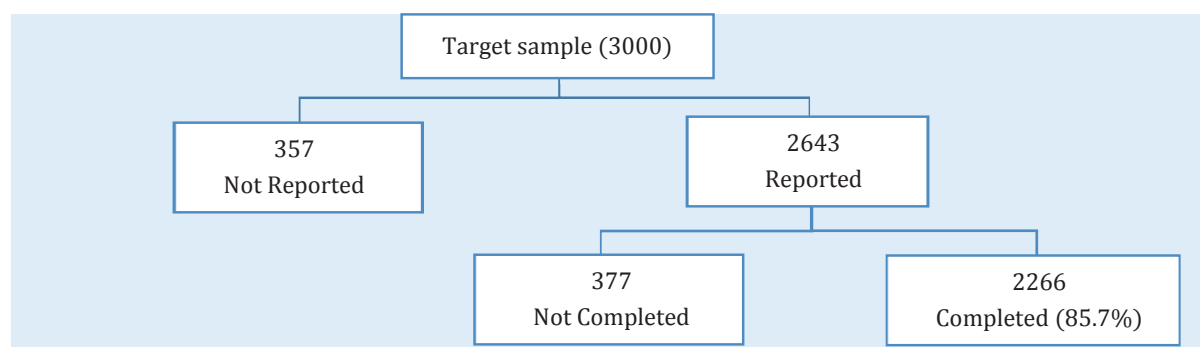 Target sample (3000)
357
Not Reported
2643
Reported
377
Not Completed
2266
Completed (85.7%)